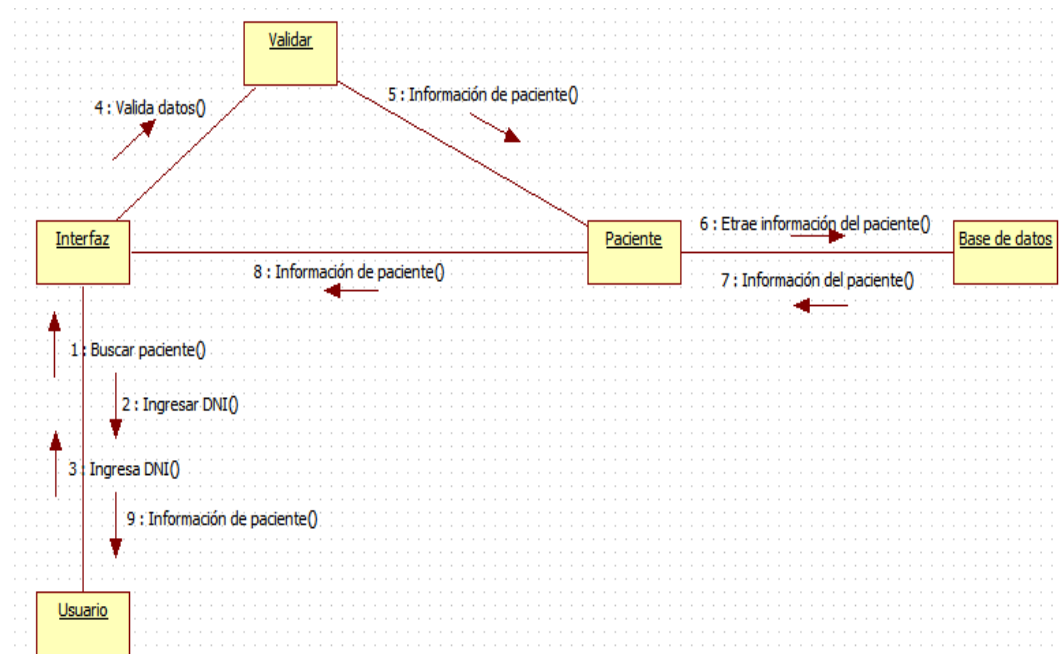 Validar
4 : Valida datos()
5 : Información de paciente()
Interfaz
Paciente
6 : Etrae información del paciente()
Base de datos
8 : Información de paciente()
7 : Información del paciente()
1 : Buscar paciente()
2 : Ingresar DNI()
3 : Ingresa DNI()
9 : Información de paciente()
Usuario